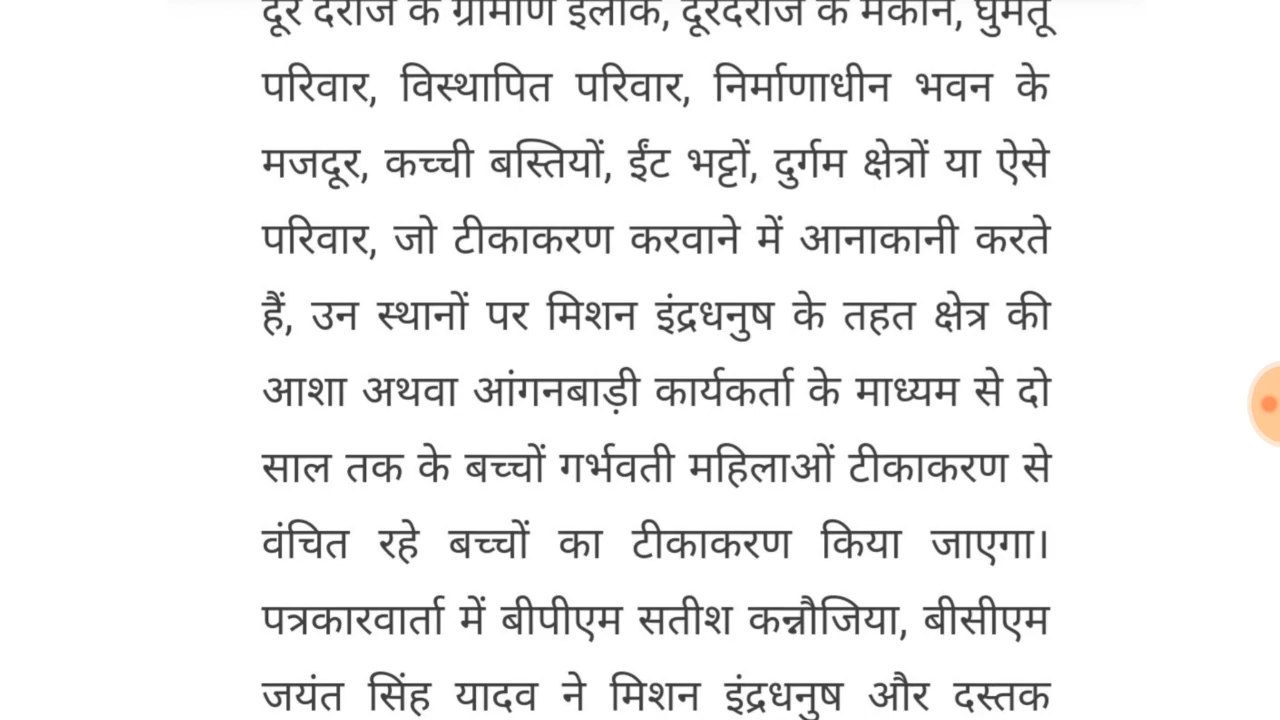 दूर दराज के ग्रामीण इलाके, दूरदराज के मकान, घुमंतू
परिवार, विस्थापित परिवार, निर्माणाधीन भवन के
मजदूर, कच्ची बस्तियों, ईंट भट्टों, दुर्गम क्षेत्रों या ऐसे
परिवार, जो टीकाकरण करवाने में आनाकानी करते
हैं, उन स्थानों पर मिशन इंद्रधनुष के तहत क्षेत्र की
आशा अथवा आंगनबाड़ी कार्यकर्ता के माध्यम से दो
साल तक के बच्चों गर्भवती महिलाओं टीकाकरण से
वंचित रहे बच्चों का टीकाकरण किया जाएगा।
पत्रकारवार्ता में बीपीएम सतीश कन्नौजिया, बीसीएम
जयंत सिंह यादव ने मिशन इंद्रधनुष और दस्तक